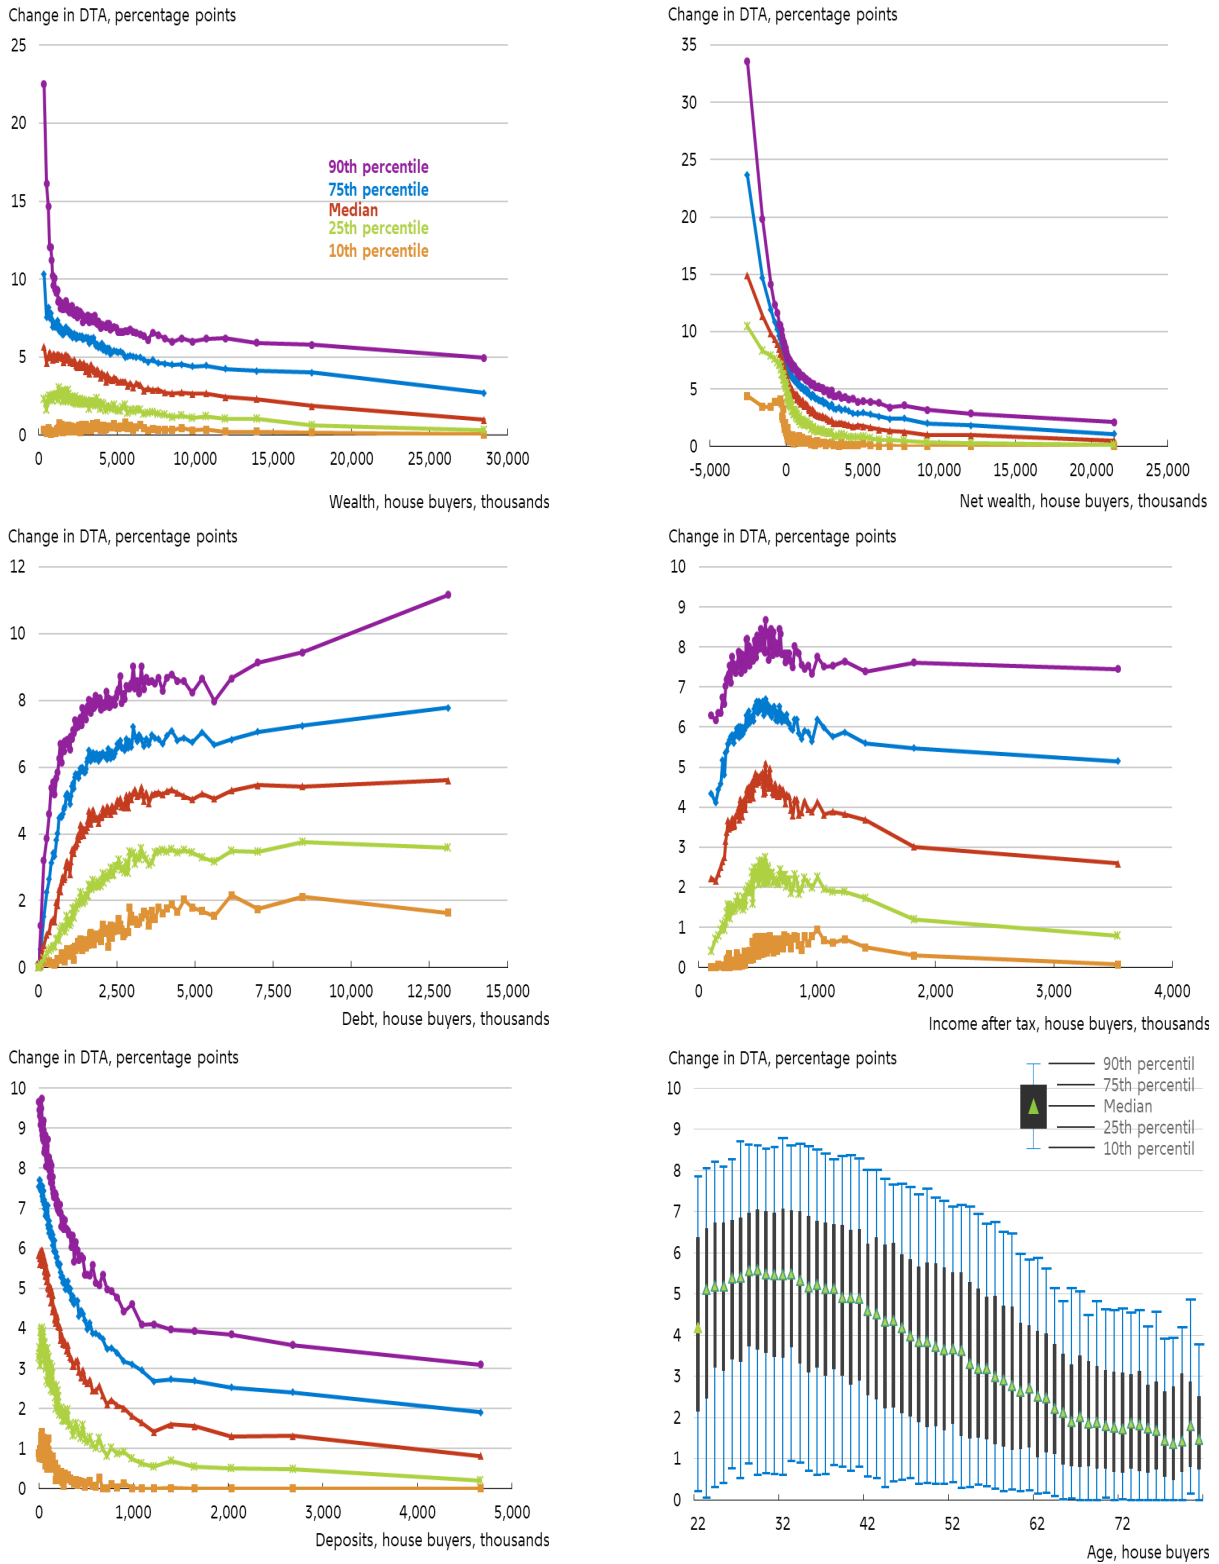 Change in DTA, percentage points
25
20
15
10
5
0
90th percentile
75th percentile
Median
25th percentile
10th percentile
0 5,000 10,000 15,000 20,000 25,000 30,000
Wealth, house buyers, thousands
Change in DTA, percentage points
35
30
25
20
15
10
5
0
-5,000 0 5,000 10,000 15,000 20,000 25,000
Net wealth, house buyers, thousands
Change in DTA, percentage points
12
10
8
6
4
2
0
0 2,500 5,000 7,500 10,000 12,500 15,000
Debt, house buyers, thousands
Change in DTA, percentage points
10
9
8
7
6
5
4
3
2
1
0
0 1,000 2,000 3,000 4,000
Income after tax, house buyers, thousands
Change in DTA, percentage points
10
9
8
7
6
5
4
3
2
1
0
0 1,000 2,000 3,000 4,000 5,000
Deposits, house buyers, thousands
Change in DTA, percentage points
90th percentil
75th percentil
Median
25th percentil
10th percentil
10
9
8
7
6
5
4
3
2
1
0
22 32 42 52 62 72
Age, house buyers